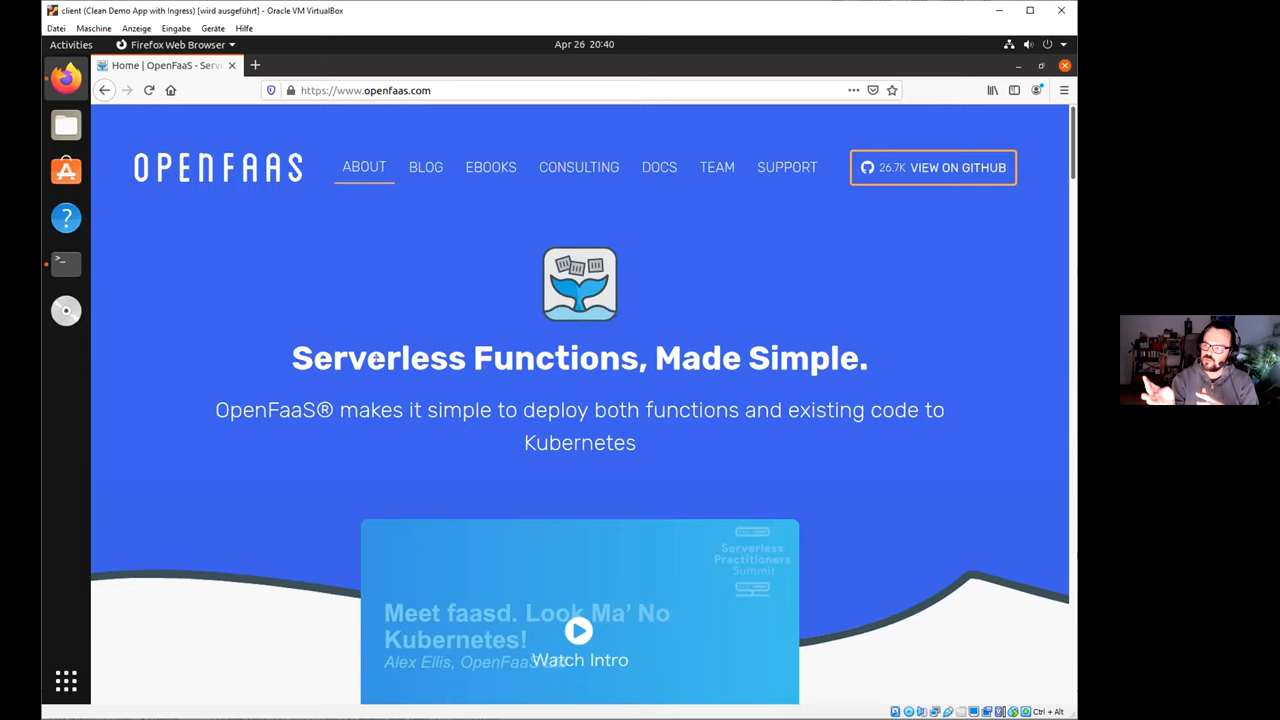 client (Clean Demo App with Ingress) [wird ausgeführt] - Oracle VM VirtualBox
Datei Maschine Anzeige Eingabe Geräte Hilfe
Activities Firefox Web Browser Apr 26 20:40
Home | OpenFaaS - Serv
https://www.openfaas.com
OPENFAAS ABOUT BLOG EBOOKS CONSULTING DOCS TEAM SUPPORT 26.7K VIEW ON GITHUB
Serverless Functions, Made Simple.
OpenFaaS® makes it simple to deploy both functions and existing code to
Kubernetes
Serverless
Practitioners
Summit
Meet faasd. Look Ma' No
Kubernetes!
Alex Ellis, OpenFaaS
Watch Intro
Ctrl + Alt